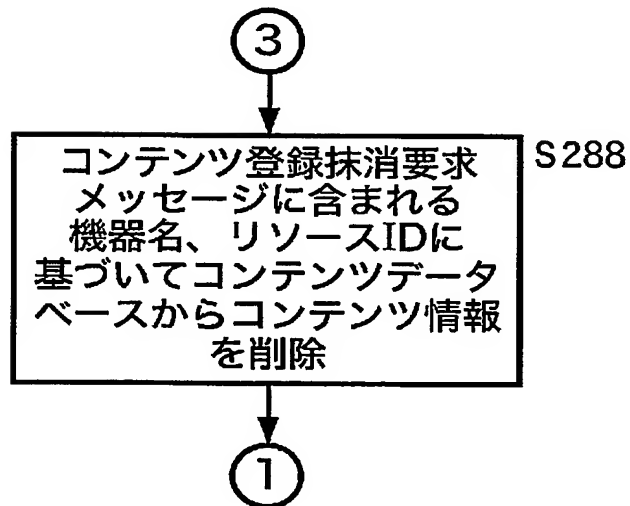 3
コンテンツ登録抹消要求
メッセージに含まれる
機器名、リソースIDに
基づいてコンテンツデータ
ベースからコンテンツ情報
を削除
S288
1